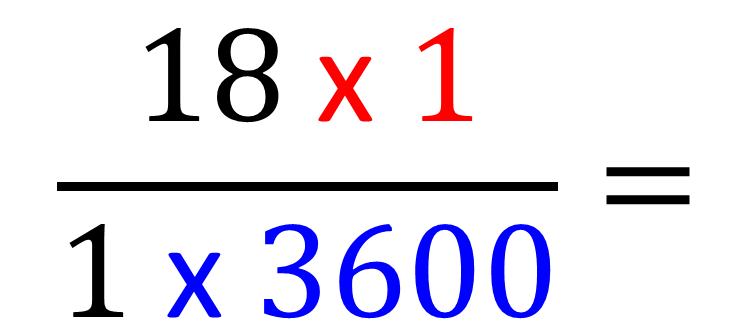 18 x 1
=
1 x 3600